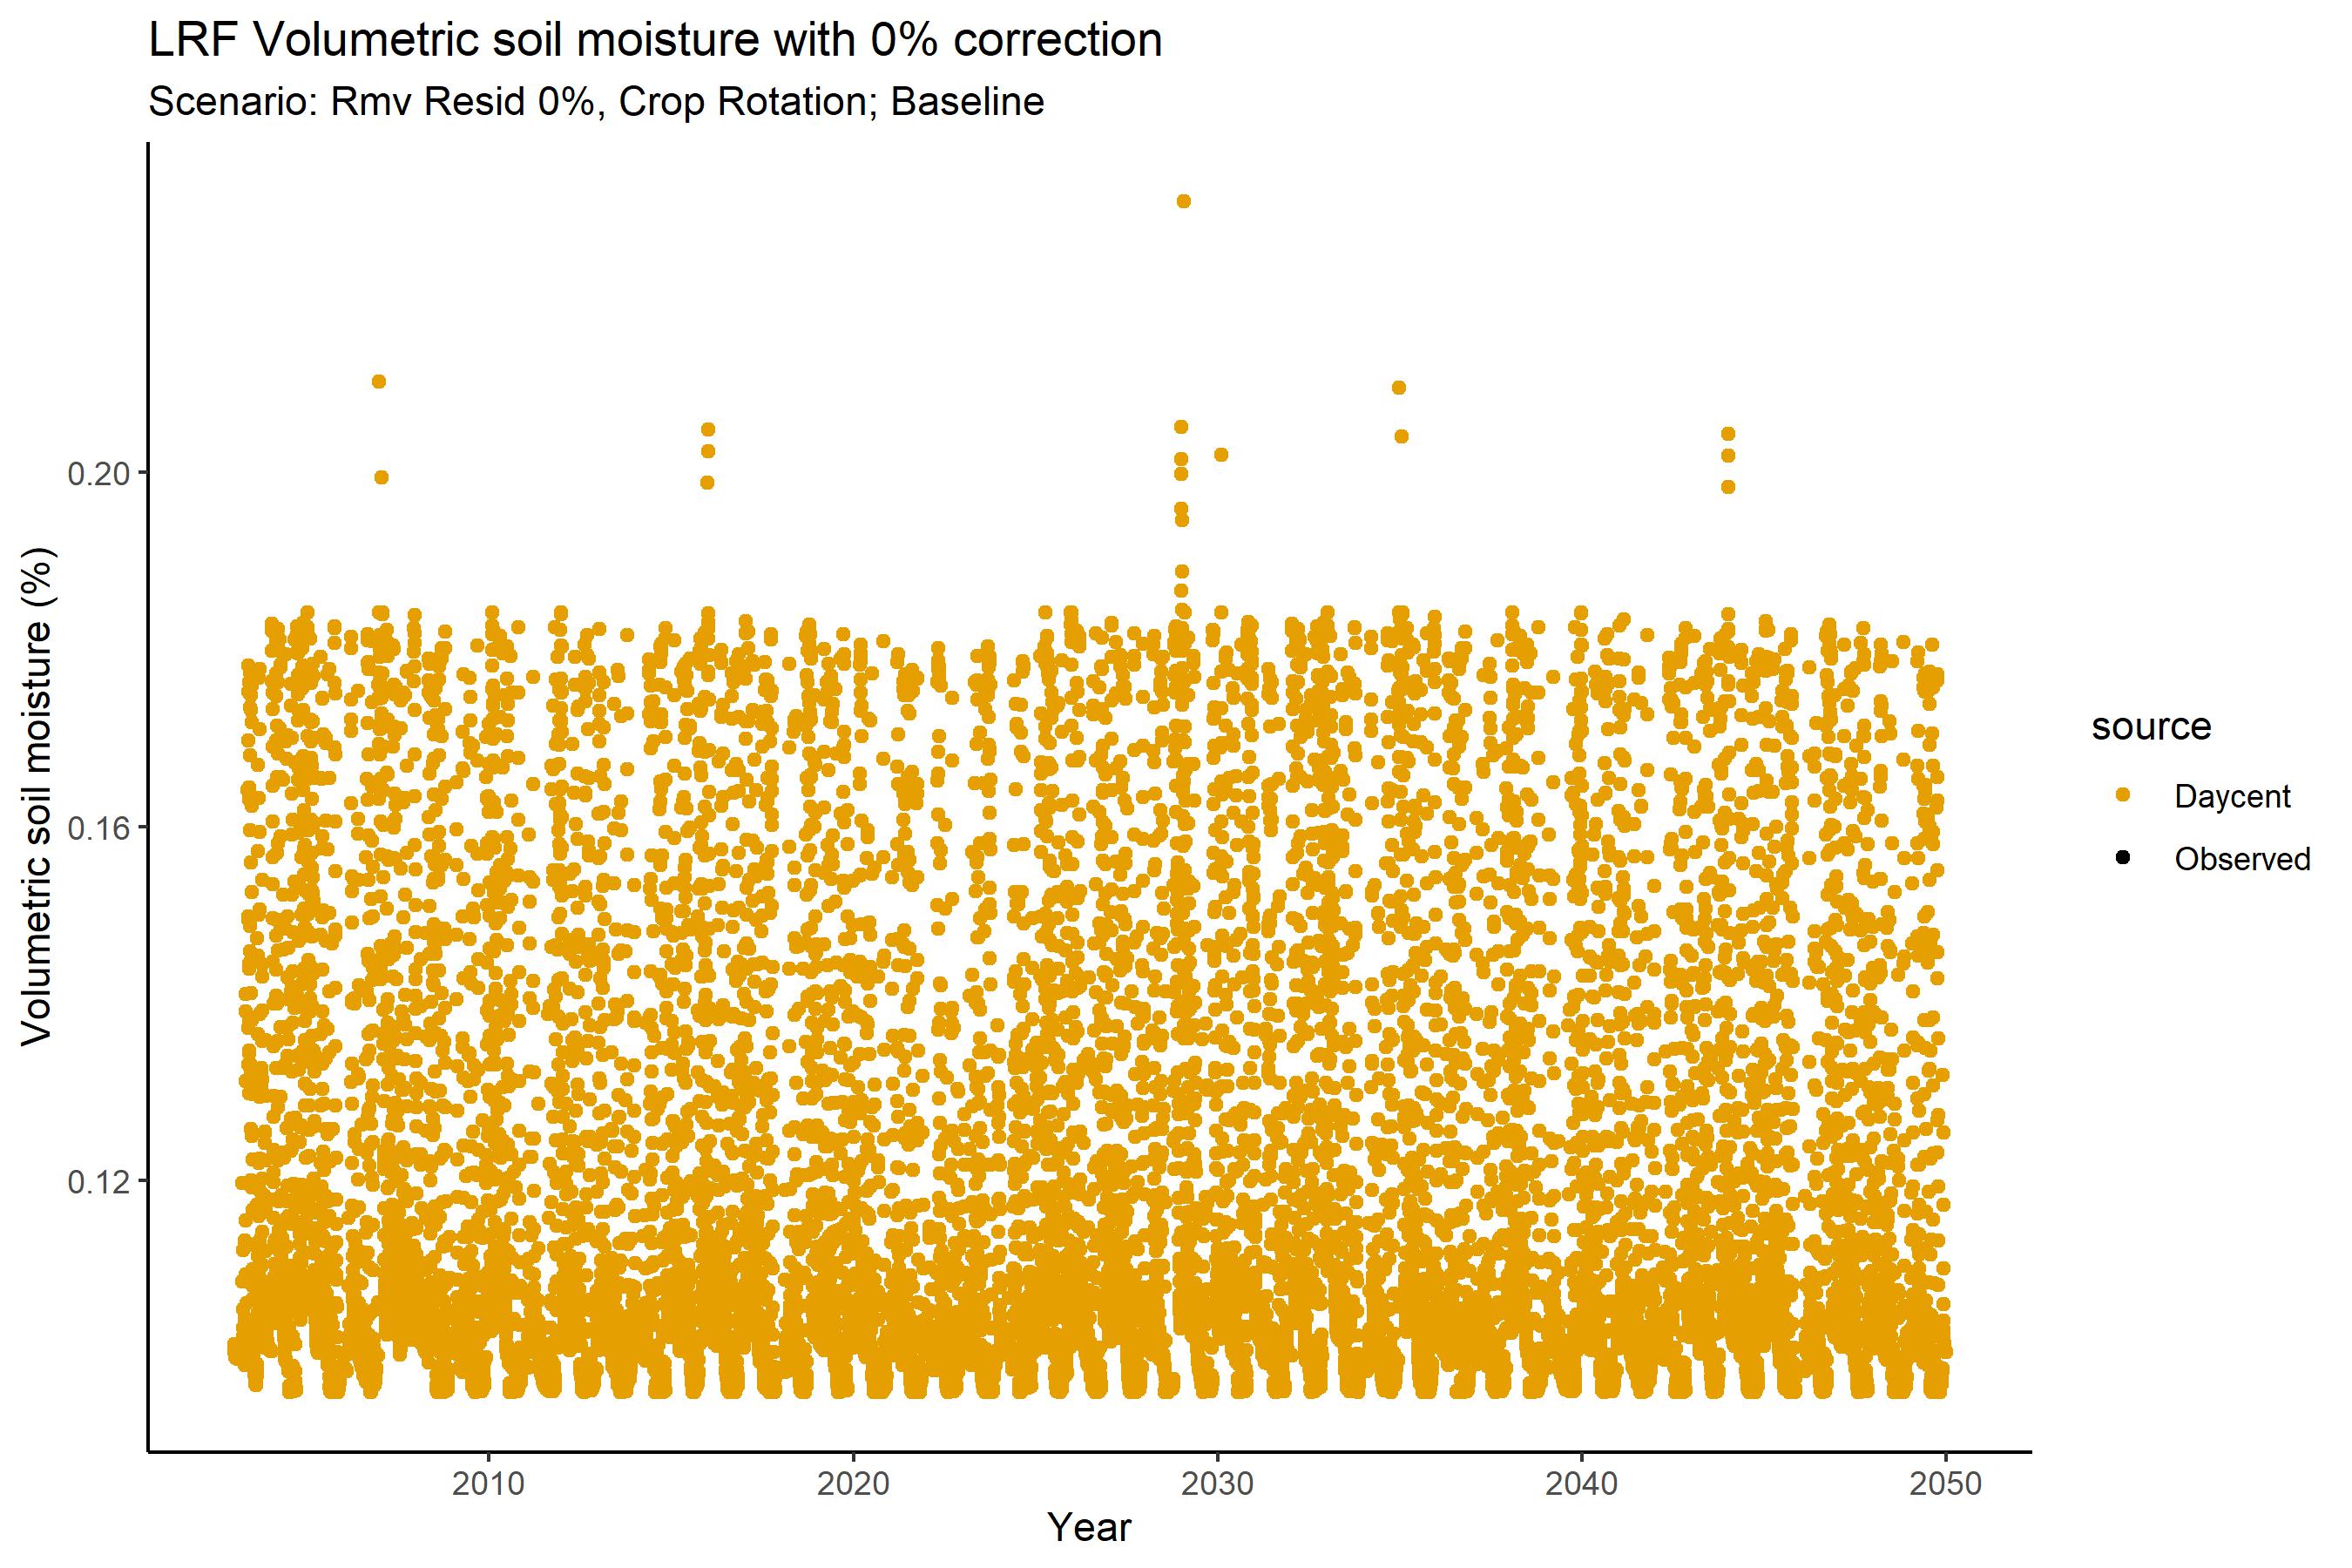 LRF Volumetric soil moisture with 0% correction
Scenario: Rmv Resid 0%, Crop Rotation; Baseline
Volumetric soil moisture (%)
0.20
0.16
0.12
2010
2020
2030
2040
2050
Year
source
Daycent
Observed